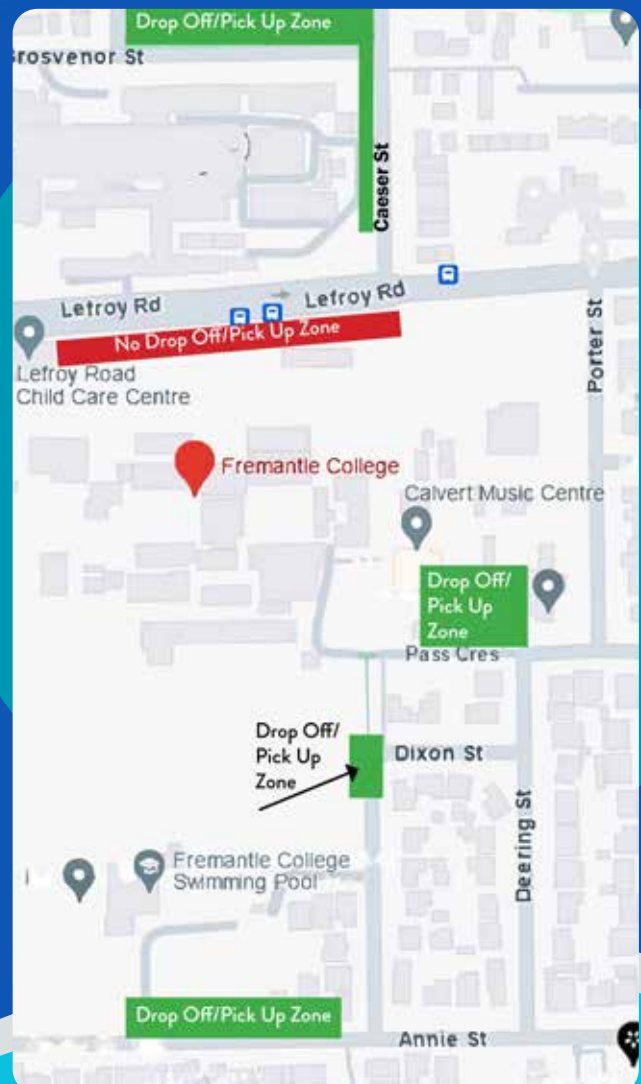 Drop Off/Pick Up Zone
Grosvenor St
Caeser St
Lefroy Rd
Lefroy Rd
No Drop Off/Pick Up Zone
Lefroy Road
Child Care Centre
Porter St
Fremantle College
Calvert Music Centre
Drop Off/
Pick Up
Zone
Pass Cres
Drop Off/
Pick Up
Zone
Dixon St
Deering St
Fremantle College
Swimming Pool
Drop Off/Pick Up Zone
Annie St